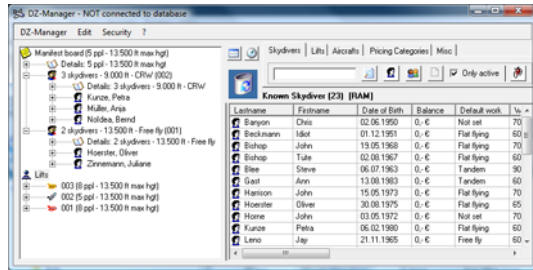 DZ-Manager - NOT connected to database
DZ-Manager Edit Security ?
Manifest board (5 ppl - 13.500 ft max hgt)
Details: 5 ppl - 13.500 ft max hgt
3 skydivers - 9.000 ft - CRW (002)
Details: 3 skydivers - 9.000 ft - CRW
Kunze, Petra
Müller, Anja
Noldea, Bernd
2 skydivers - 13.500 ft - Free fly (001)
Details: 2 skydivers - 13.500 ft - Free fly
Hoerster, Oliver
Zinnemann, Juliane
Lifts
003 (8 ppl - 13.500 ft max hgt)
002 (5 ppl - 13.500 ft max hgt)
001 (8 ppl - 13.500 ft max hgt)
Skydivers Lifts Aircrafts Pricing Categories Misc
Only active
Known Skydiver (23) [RAM]
Lastname Firstname Date of Birth Balance Default work
Banyon Chris 02.06.1950 0,- € Not set 70
Beckmann Idiot 01.12.1951 0,- € Flat flying 60
Bishop John 19.05.1968 0,- € Flat flying 70
Bishop Tute 02.08.1967 0,- € Flat flying 60
Blee Steve 06.07.1963 0,- € Tandem 90
Gast Ann 13.08.1983 0,- € Tandem 60
Harrison John 15.05.1973 0,- € Flat flying 70
Hoerster Oliver 30.08.1975 0,- € Flat flying 65
Horne John 03.05.1972 0,- € Not set 70
Kunze Petra 06.02.1980 0,- € Flat flying 60
Leno Jay 21.11.1965 0,- € Free fly 60